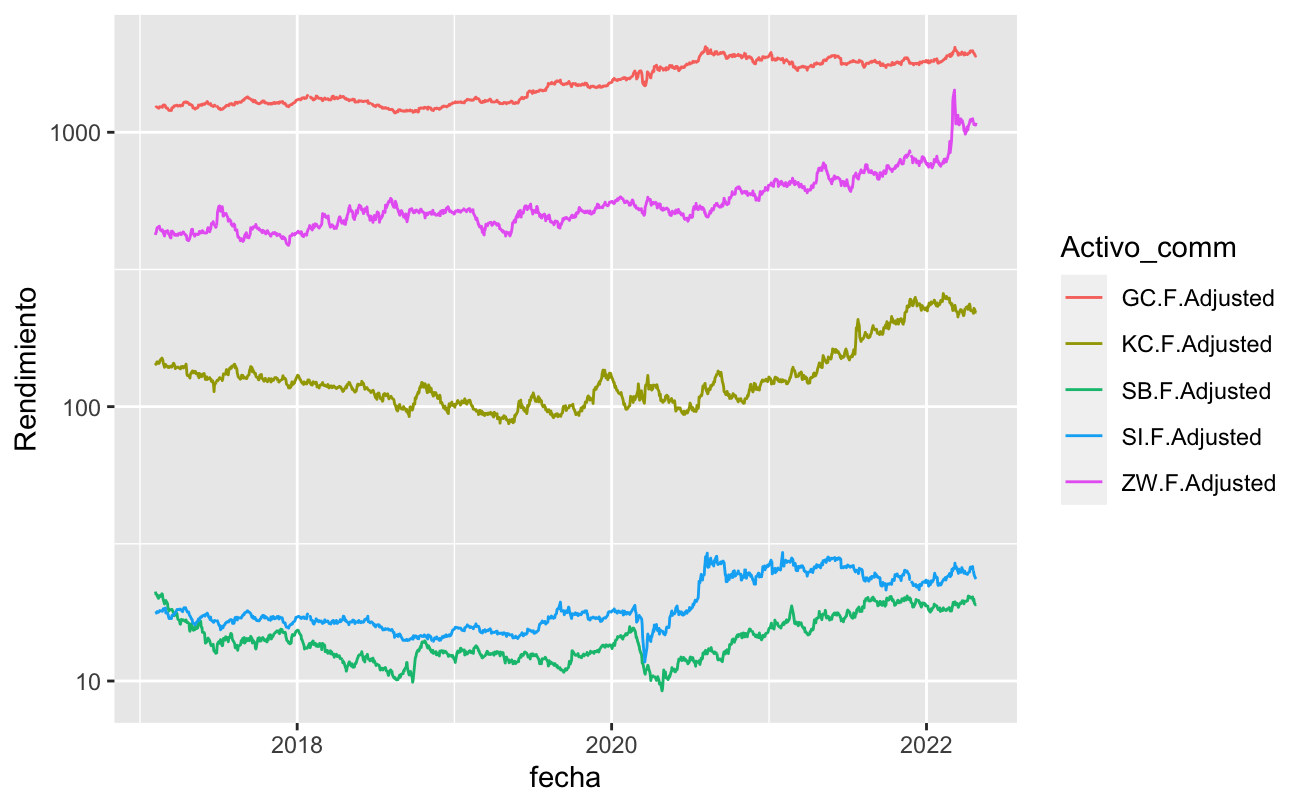 Rendimiento
1000
100
10
2018
2020
2022
fecha
Activo_comm
GC.F.Adjusted
KC.F.Adjusted
SB.F.Adjusted
SI.F.Adjusted
ZW.F.Adjusted